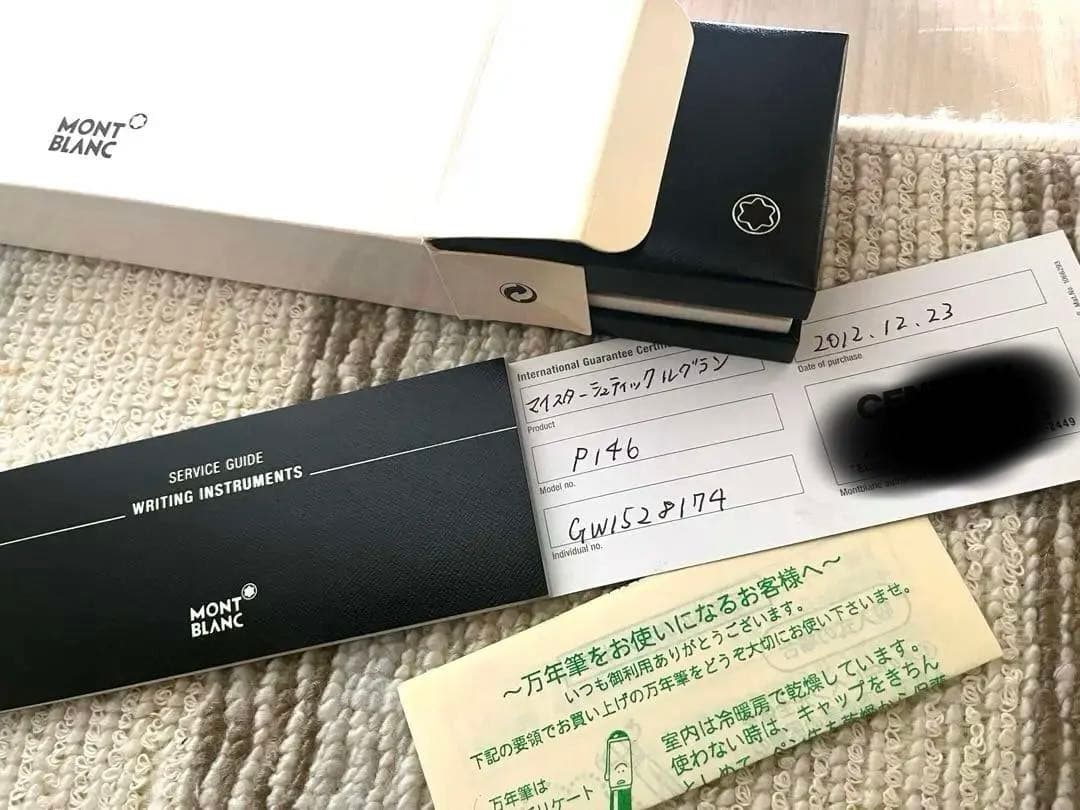 MONT
BLANC
International Guarantee
マイスターシュティックルグラン
Product
P146
Model no.
GW1528174
Individual no.
2012.12.23
Date of purchase
2449
Montblanc
SERVICE GUIDE
WRITING INSTRUMENTS
MONT
BLANC
～万年筆をお使いになるお客様へ～
いつも御利用ありがとうございます。
下記の要領でお買い上げの万年筆をどうぞ大切にお使い下さいませ。
室内は冷暖房で乾燥しています。
使わない時は、キャップをきちん
万年筆は